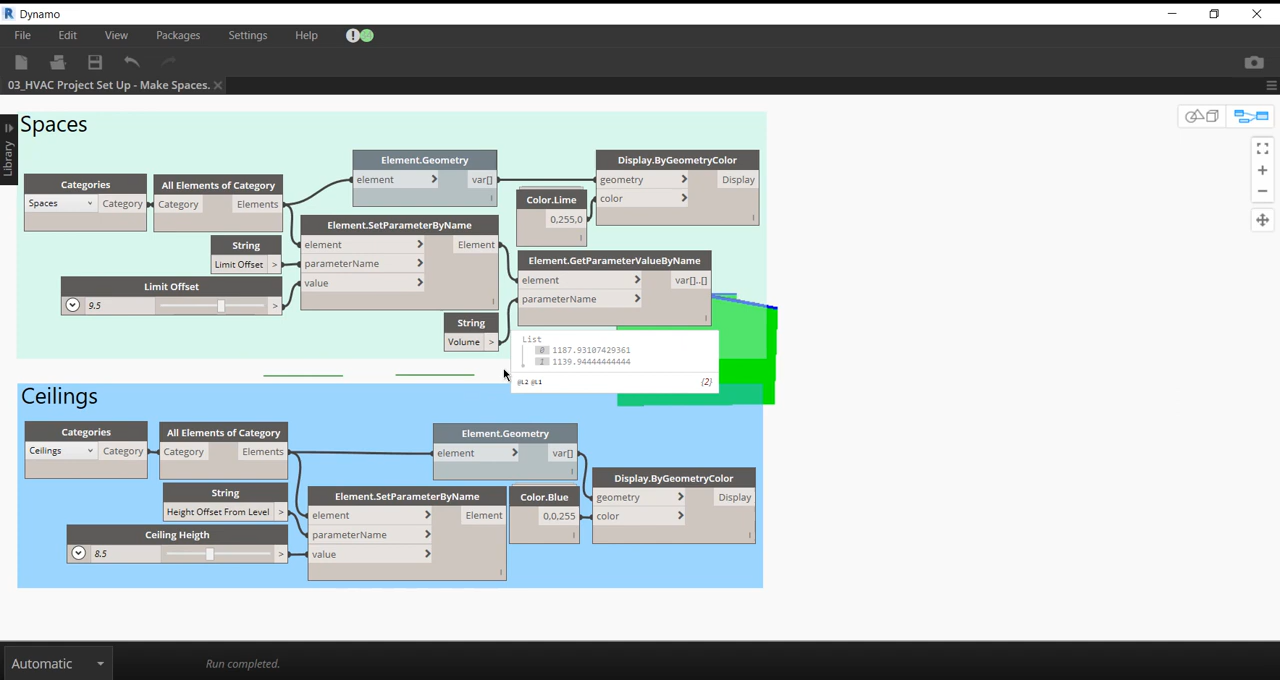 Dynamo
File Edit View Packages Settings Help
03_HVAC Project Set Up - Make Spaces.
Library
Spaces
Element.Geometry
element > var[]
Display.ByGeometryColor
geometry > Display
color >
Categories
Spaces Category
All Elements of Category
Category Elements
Color.Lime
0,255,0
Element.SetParameterByName
element > Element
parameterName >
value >
String
Limit Offset >
Element.GetParameterValueByName
element > var[]..[]
parameterName >
Limit Offset
9.5 >
String
Volume >
List
0 1187.93107429361
1 1139.94444444444
@L2 @L1 {2}
Ceilings
Categories
Ceilings Category
All Elements of Category
Category Elements
Element.Geometry
element > var[]
Display.ByGeometryColor
geometry > Display
color >
String
Height Offset From Level >
Element.SetParameterByName
element > Element
parameterName >
value >
Color.Blue
0,0,255
Ceiling Heigth
8.5 >
Automatic
Run completed.